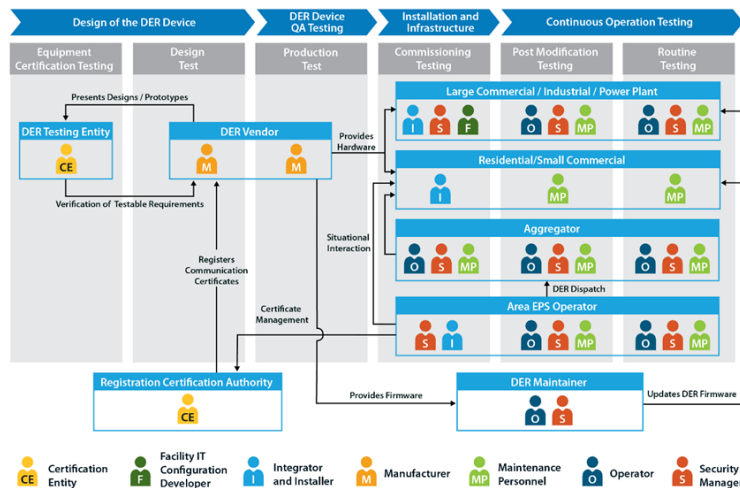 Design of the DER Device
DER Device
QA Testing
Installation and
Infrastructure
Continuous Operation Testing
Equipment
Certification Testing
Design
Test
Production
Test
Commissioning
Testing
Post Modification
Testing
Routine
Testing
Presents Designs / Prototypes
DER Testing Entity
CE
DER Vendor
M
M
Verification of Testable Requirements
Provides
Hardware
Large Commercial / Industrial / Power Plant
I S F O S MP O S MP
Residential/Small Commercial
I MP MP
Situational
Interaction
Aggregator
O S MP O S MP O S MP
DER Dispatch
Area EPS Operator
S I O S MP O S MP
Registers
Communication
Certificates
Certificate
Management
Registration Certification Authority
CE
Provides Firmware
DER Maintainer
O S
Updates DER Firmware
CE
Certification
Entity
F
Facility IT
Configuration
Developer
I
Integrator
and Installer
M
Manufacturer
MP
Maintenance
Personnel
O
Operator
S
Security
Manage